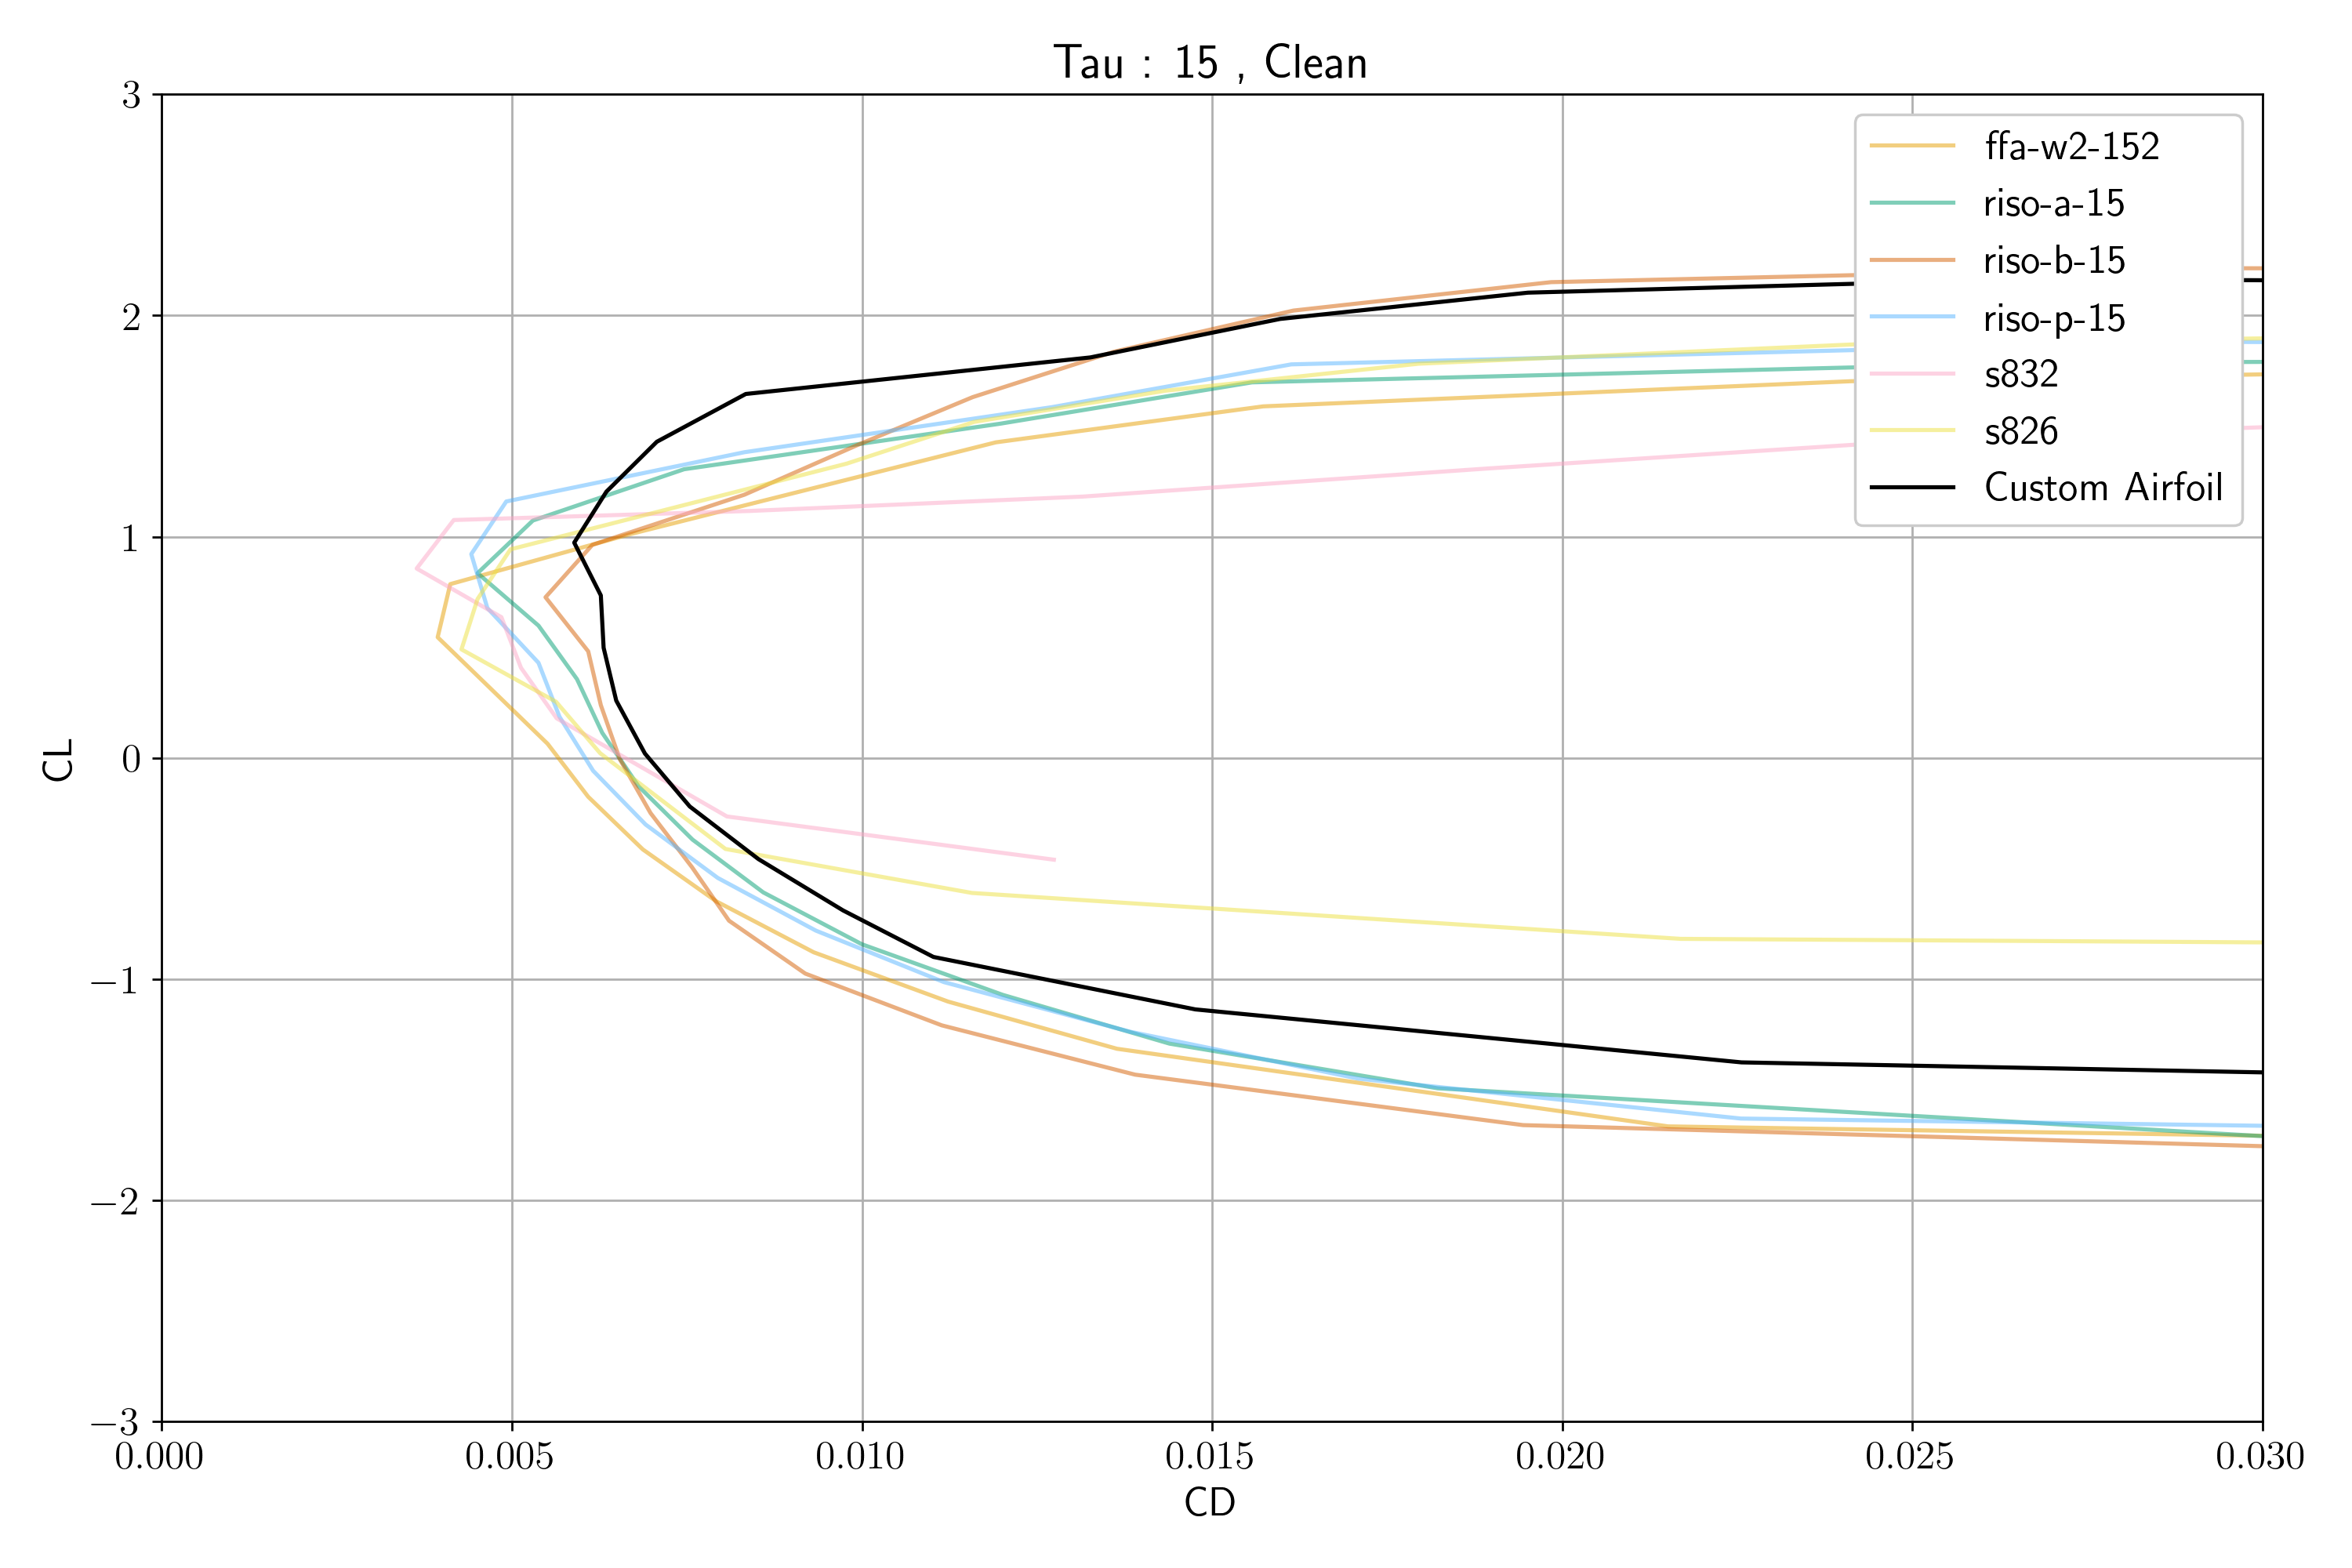 Tau : 15 , Clean
3
2
1
0
−1
−2
−3
CL
ffa-w2-152
riso-a-15
riso-b-15
riso-p-15
s832
s826
Custom Airfoil
0.000 0.005 0.010 0.015 0.020 0.025 0.030
CD